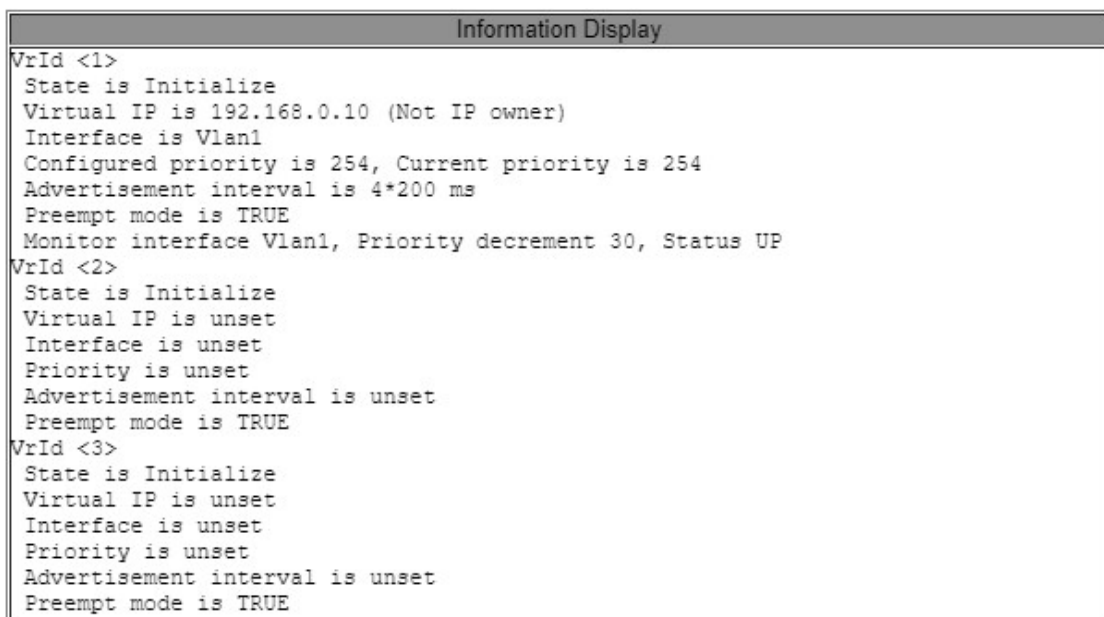 Information Display
VrId <1>
State is Initialize
Virtual IP is 192.168.0.10 (Not IP owner)
Interface is Vlan1
Configured priority is 254, Current priority is 254
Advertisement interval is 4*200 ms
Preempt mode is TRUE
Monitor interface Vlan1, Priority decrement 30, Status UP
VrId <2>
State is Initialize
Virtual IP is unset
Interface is unset
Priority is unset
Advertisement interval is unset
Preempt mode is TRUE
VrId <3>
State is Initialize
Virtual IP is unset
Interface is unset
Priority is unset
Advertisement interval is unset
Preempt mode is TRUE